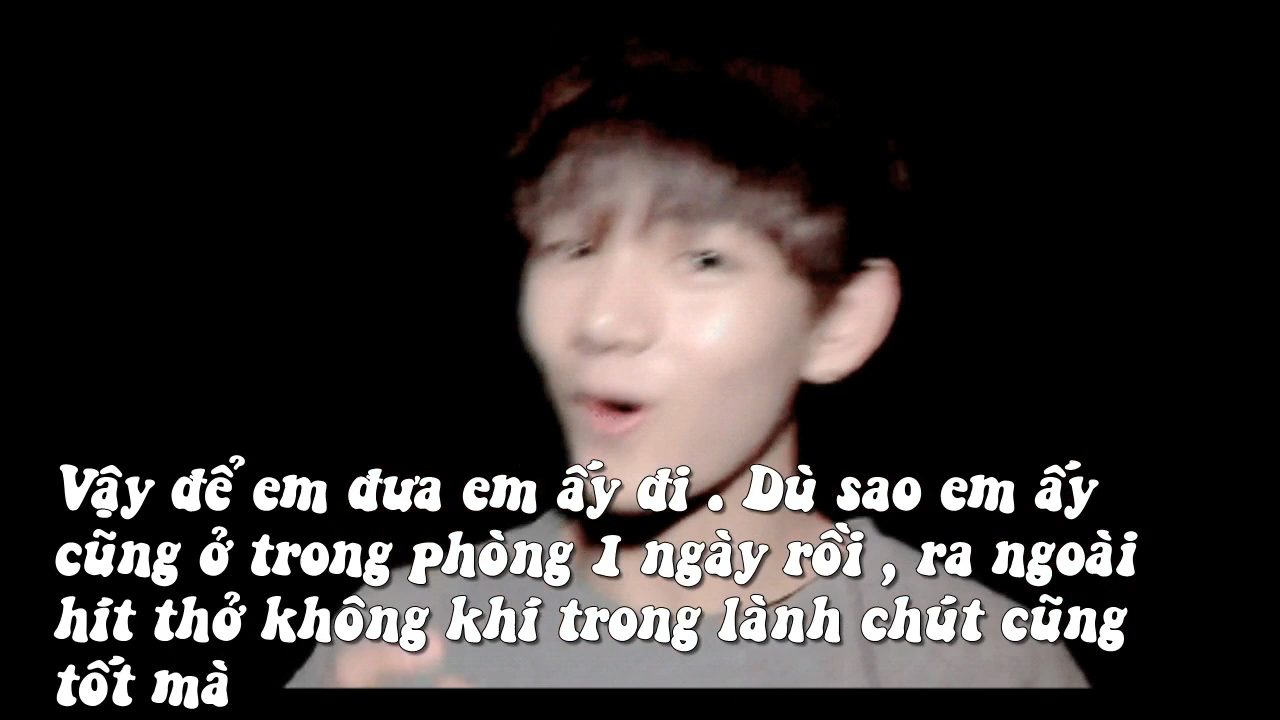 Vậy để em đưa em ấy đi . Dù sao em ấy
cũng ở trong phòng 1 ngày rồi , ra ngoài
hít thở không khí trong lành chút cũng
tốt mà